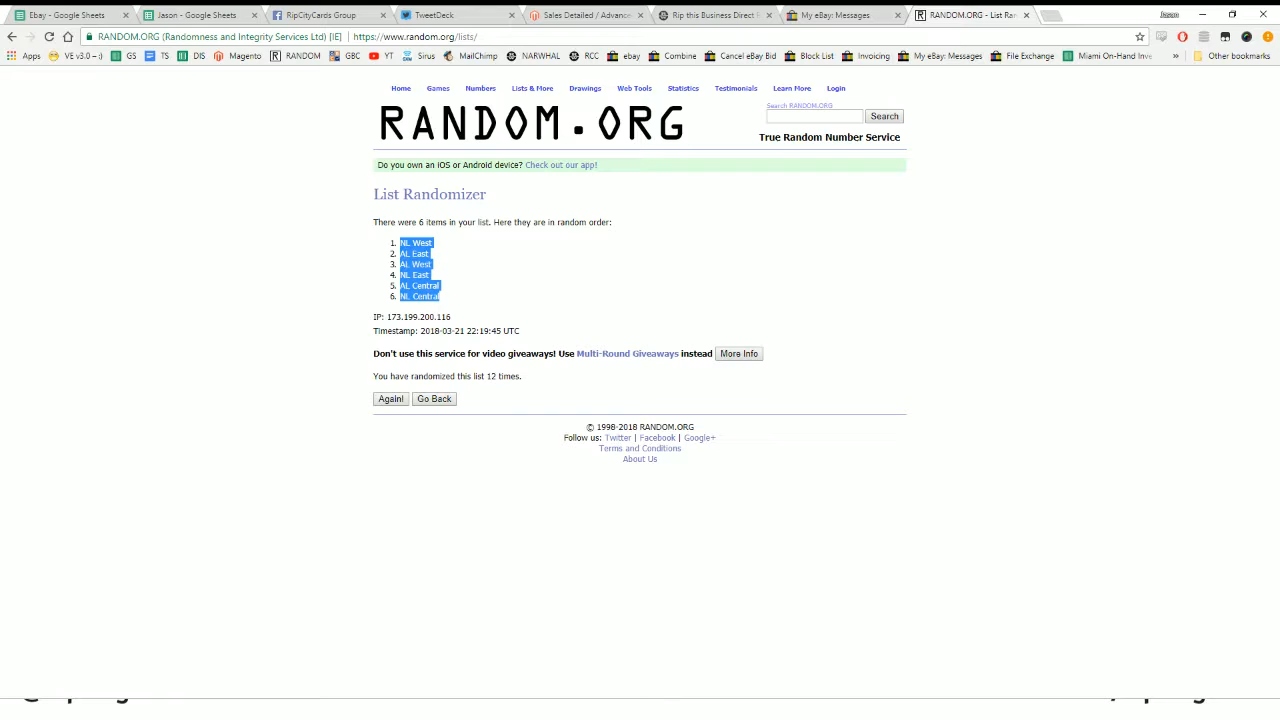 Ebay - Google Sheets
Jason - Google Sheets
RipCityCards Group
TweetDeck
Sales Detailed / Advance
Rip this Business Direct
My eBay: Messages
RANDOM.ORG - List Ra
Jason
RANDOM.ORG (Randomness and Integrity Services Ltd) [IE] https://www.random.org/lists/
Apps VE v3.0 -- :) GS TS DIS Magento RANDOM GBC YT Sirus MailChimp NARWHAL RCC ebay Combine Cancel eBay Bid Block List Invoicing My eBay: Messages File Exchange Miami On-Hand Inve » Other bookmarks
Home Games Numbers Lists & More Drawings Web Tools Statistics Testimonials Learn More Login
RANDOM.ORG
Search RANDOM.ORG
Search
True Random Number Service
Do you own an iOS or Android device? Check out our app!
List Randomizer
There were 6 items in your list. Here they are in random order:
1. NL West
2. AL East
3. AL West
4. NL East
5. AL Central
6. NL Central
IP: 173.199.200.116
Timestamp: 2018-03-21 22:19:45 UTC
Don't use this service for video giveaways! Use Multi-Round Giveaways instead More Info
You have randomized this list 12 times.
Again! Go Back
© 1998-2018 RANDOM.ORG
Follow us: Twitter | Facebook | Google+
Terms and Conditions
About Us